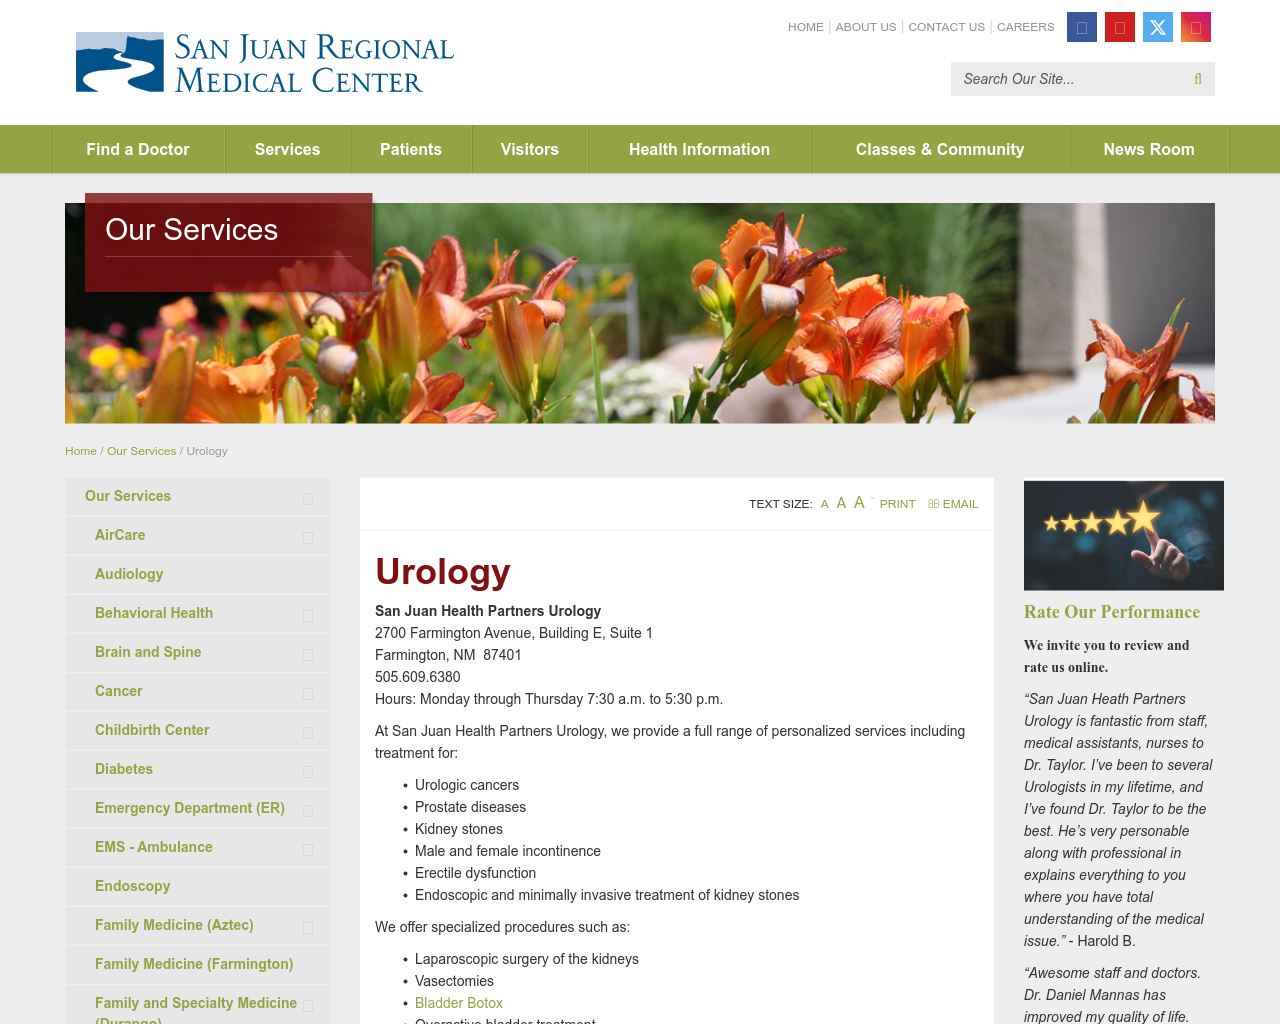 SAN JUAN REGIONAL
MEDICAL CENTER
HOME
ABOUT US
CONTACT US
CAREERS
Search Our Site...
Find a Doctor
Services
Patients
Visitors
Health Information
Classes & Community
News Room
Our Services
Home / Our Services / Urology
Our Services
AirCare
Audiology
Behavioral Health
Brain and Spine
Cancer
Childbirth Center
Diabetes
Emergency Department (ER)
EMS - Ambulance
Endoscopy
Family Medicine (Aztec)
Family Medicine (Farmington)
Family and Specialty Medicine
(Durango)
TEXT SIZE: A A A PRINT EMAIL
Urology
San Juan Health Partners Urology
2700 Farmington Avenue, Building E, Suite 1
Farmington, NM  87401
505.609.6380
Hours: Monday through Thursday 7:30 a.m. to 5:30 p.m.
At San Juan Health Partners Urology, we provide a full range of personalized services including
treatment for:
• Urologic cancers
• Prostate diseases
• Kidney stones
• Male and female incontinence
• Erectile dysfunction
• Endoscopic and minimally invasive treatment of kidney stones
We offer specialized procedures such as:
• Laparoscopic surgery of the kidneys
• Vasectomies
• Bladder Botox
• Overactive bladder treatment
Rate Our Performance
We invite you to review and
rate us online.
“San Juan Heath Partners
Urology is fantastic from staff,
medical assistants, nurses to
Dr. Taylor. I’ve been to several
Urologists in my lifetime, and
I’ve found Dr. Taylor to be the
best. He’s very personable
along with professional in
explains everything to you
where you have total
understanding of the medical
issue.” - Harold B.
“Awesome staff and doctors.
Dr. Daniel Mannas has
improved my quality of life.